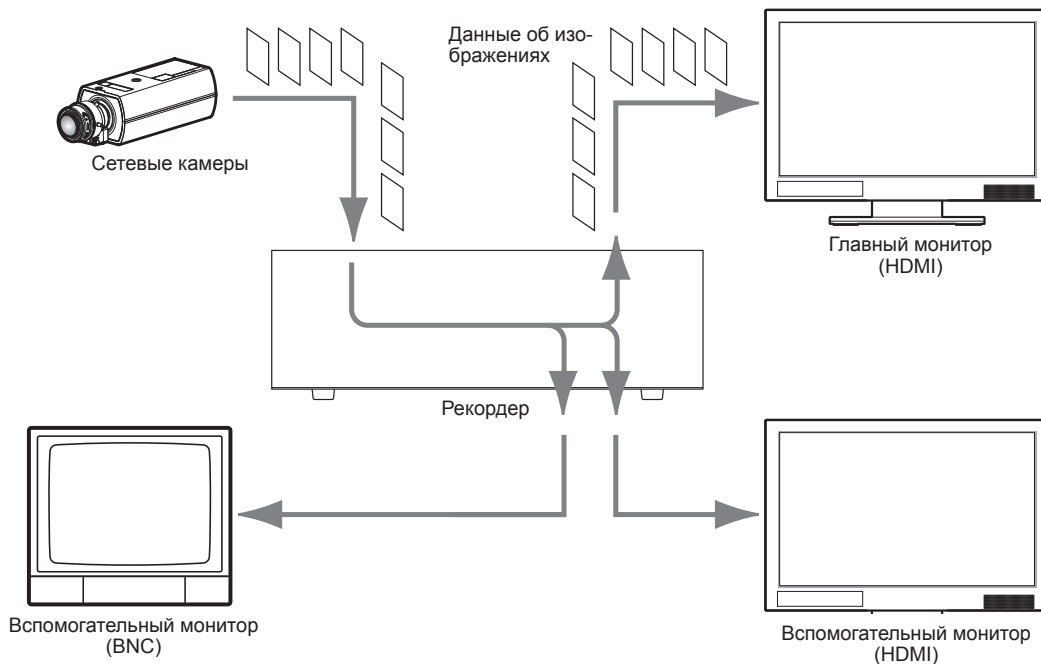 Данные об изо-
бражениях
Сетевые камеры
Главный монитор
(HDMI)
Рекордер
Вспомогательный монитор
(BNC)
Вспомогательный монитор
(HDMI)